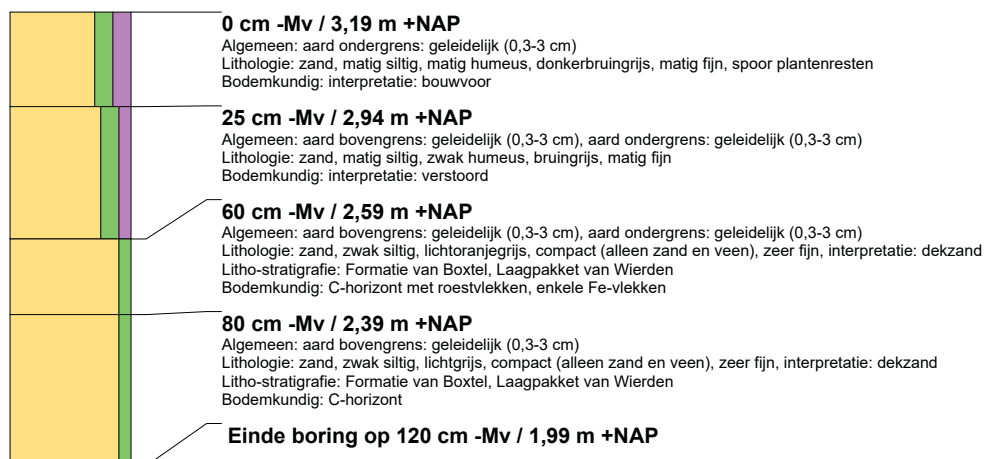 0 cm -Mv / 3,19 m +NAP
Algemeen: aard ondergrens: geleidelijk (0,3-3 cm)
Lithologie: zand, matig siltig, matig humeus, donkerbruingrijs, matig fijn, spoor plantenresten
Bodemkundig: interpretatie: bouwvoor
25 cm -Mv / 2,94 m +NAP
Algemeen: aard bovengrens: geleidelijk (0,3-3 cm), aard ondergrens: geleidelijk (0,3-3 cm)
Lithologie: zand, matig siltig, zwak humeus, bruingrijs, matig fijn
Bodemkundig: interpretatie: verstoord
60 cm -Mv / 2,59 m +NAP
Algemeen: aard bovengrens: geleidelijk (0,3-3 cm), aard ondergrens: geleidelijk (0,3-3 cm)
Lithologie: zand, zwak siltig, lichtoranjegrijs, compact (alleen zand en veen), zeer fijn, interpretatie: dekzand
Litho-stratigrafie: Formatie van Boxtel, Laagpakket van Wierden
Bodemkundig: C-horizont met roestvlekken, enkele Fe-vlekken
80 cm -Mv / 2,39 m +NAP
Algemeen: aard bovengrens: geleidelijk (0,3-3 cm)
Lithologie: zand, zwak siltig, lichtgrijs, compact (alleen zand en veen), zeer fijn, interpretatie: dekzand
Litho-stratigrafie: Formatie van Boxtel, Laagpakket van Wierden
Bodemkundig: C-horizont
Einde boring op 120 cm -Mv / 1,99 m +NAP